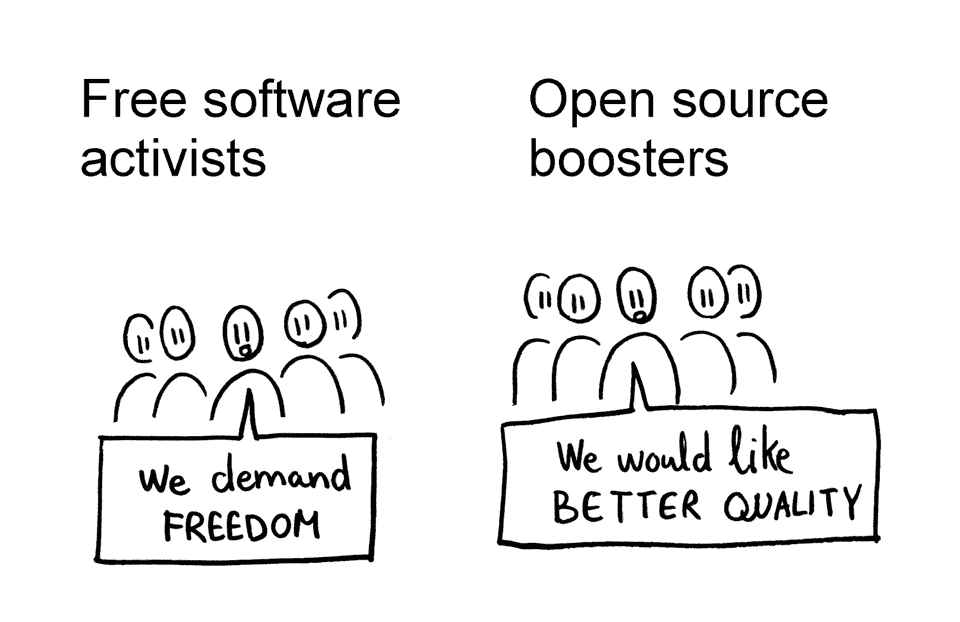 Free software
activists
Open source
boosters
We demand
FREEDOM
We would like
BETTER QUALITY